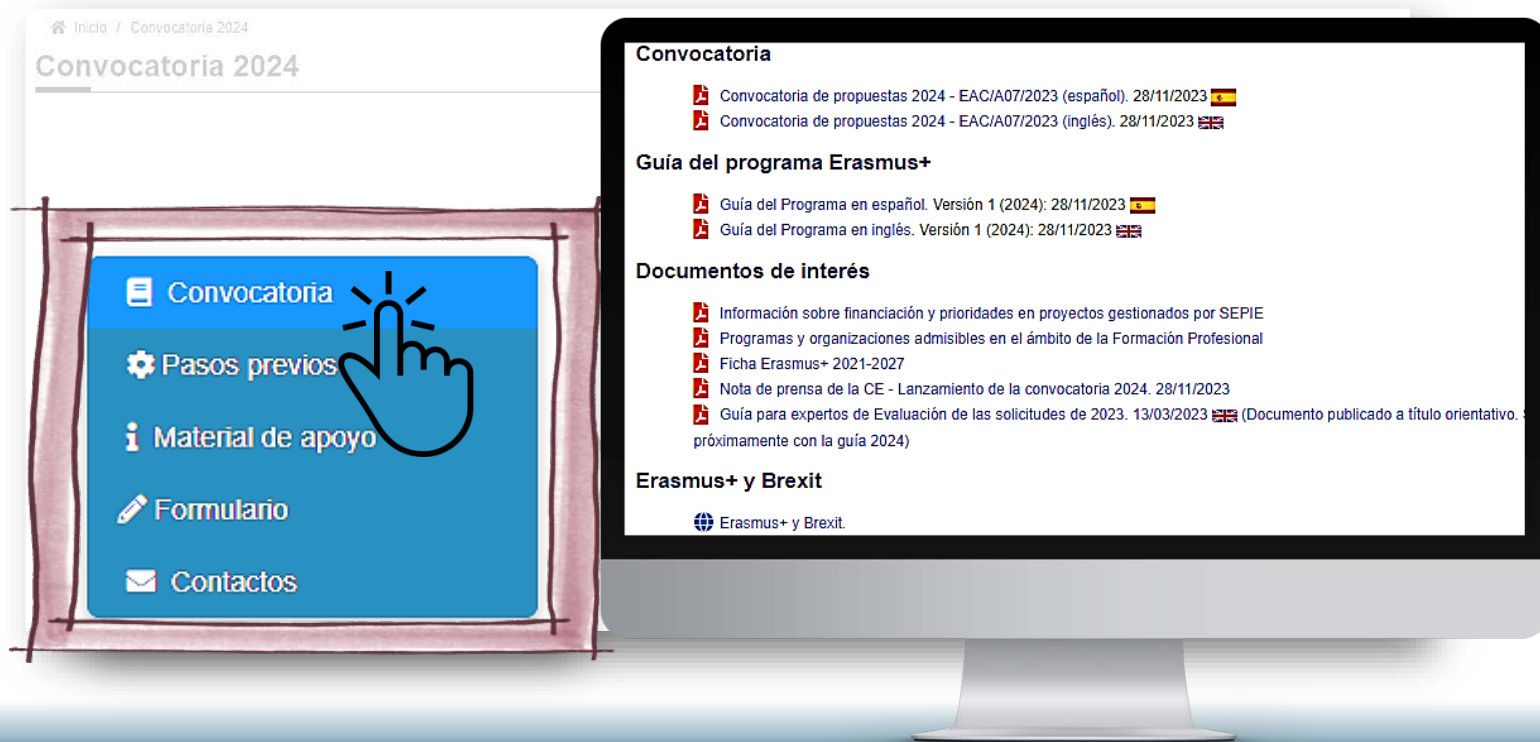 Inicio / Convocatoria 2024
Convocatoria 2024
Convocatoria
Pasos previos
Material de apoyo
Formulario
Contactos
Convocatoria
Convocatoria de propuestas 2024 - EAC/A07/2023 (español). 28/11/2023
Convocatoria de propuestas 2024 - EAC/A07/2023 (inglés). 28/11/2023
Guía del programa Erasmus+
Guía del Programa en español. Versión 1 (2024): 28/11/2023
Guía del Programa en inglés. Versión 1 (2024): 28/11/2023
Documentos de interés
Información sobre financiación y prioridades en proyectos gestionados por SEPIE
Programas y organizaciones admisibles en el ámbito de la Formación Profesional
Ficha Erasmus+ 2021-2027
Nota de prensa de la CE - Lanzamiento de la convocatoria 2024. 28/11/2023
Guía para expertos de Evaluación de las solicitudes de 2023. 13/03/2023 (Documento publicado a título orientativo.
próximamente con la guía 2024)
Erasmus+ y Brexit
Erasmus+ y Brexit.